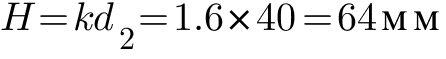 H = kd₂ = 1.6 × 40 = 64 мм